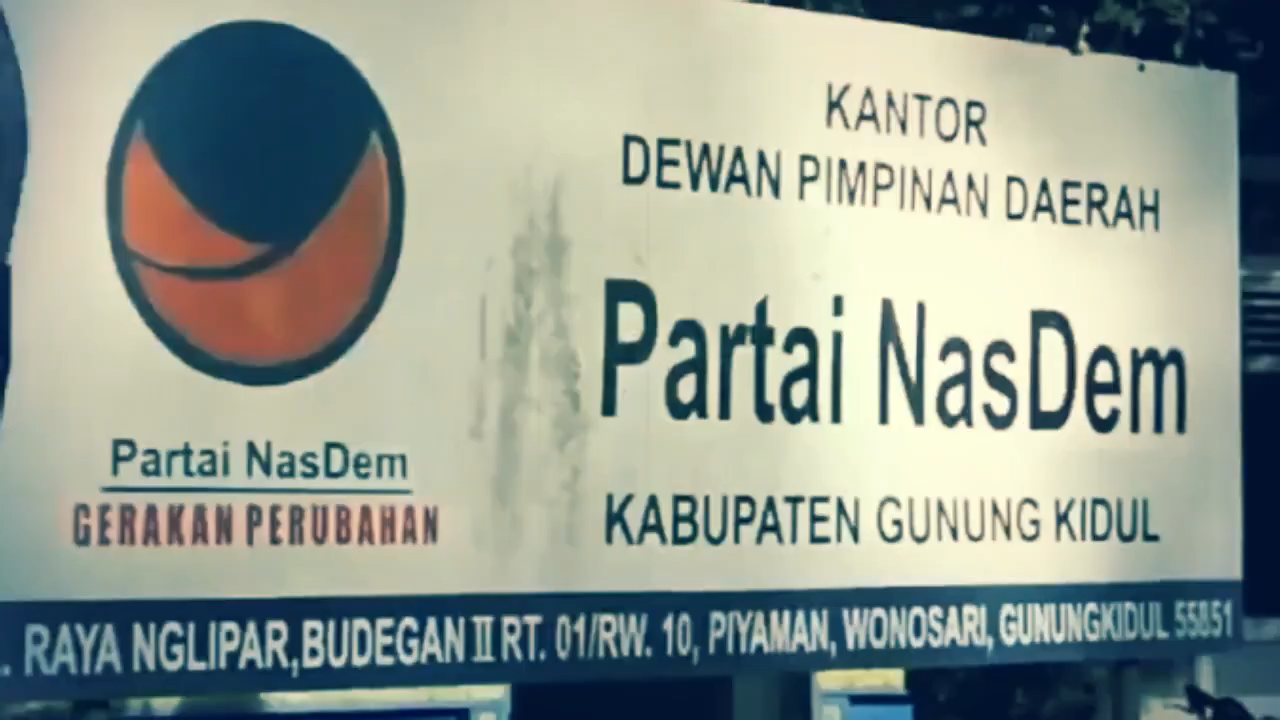 Partai NasDem
GERAKAN PERUBAHAN
KANTOR
DEWAN PIMPINAN DAERAH
Partai NasDem
KABUPATEN GUNUNG KIDUL
. RAYA NGLIPAR,BUDEGAN II RT. 01/RW. 10, PIYAMAN, WONOSARI, GUNUNGKIDUL 55851